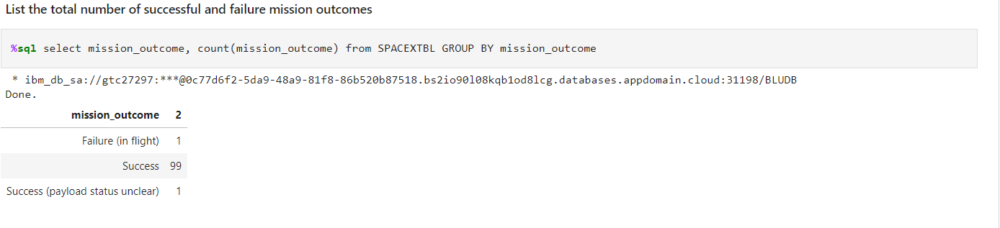 List the total number of successful and failure mission outcomes
%sql select mission_outcome, count(mission_outcome) from SPACEXTBL GROUP BY mission_outcome
* ibm_db_sa://gtc27297:***@0c77d6f2-5da9-48a9-81f8-86b520b87518.bs2io90l08kqb1od8lcg.databases.appdomain.cloud:31198/BLUDB
Done.
mission_outcome 2
Failure (in flight) 1
Success 99
Success (payload status unclear) 1